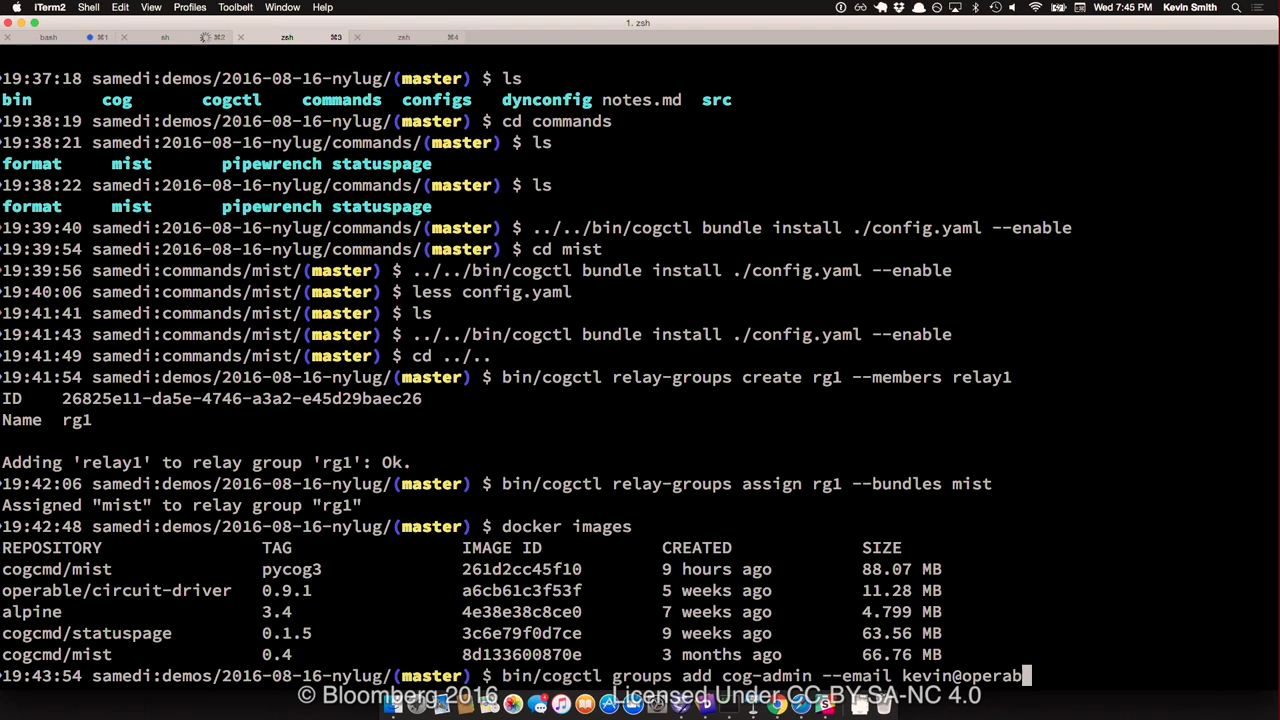 iTerm2 Shell Edit View Profiles Toolbelt Window Help Wed 7:45 PM Kevin Smith
1. zsh
bash ⌘1 sh ⌘2 zsh ⌘3 zsh ⌘4
19:37:18 samedi:demos/2016-08-16-nylug/(master) $ ls
bin cog cogctl commands configs dynconfig notes.md src
19:38:19 samedi:demos/2016-08-16-nylug/(master) $ cd commands
19:38:21 samedi:2016-08-16-nylug/commands/(master) $ ls
format mist pipewrench statuspage
19:38:22 samedi:2016-08-16-nylug/commands/(master) $ ls
format mist pipewrench statuspage
19:39:40 samedi:2016-08-16-nylug/commands/(master) $ ../../bin/cogctl bundle install ./config.yaml --enable
19:39:54 samedi:2016-08-16-nylug/commands/(master) $ cd mist
19:39:56 samedi:commands/mist/(master) $ ../../bin/cogctl bundle install ./config.yaml --enable
19:40:06 samedi:commands/mist/(master) $ less config.yaml
19:41:41 samedi:commands/mist/(master) $ ls
19:41:43 samedi:commands/mist/(master) $ ../../bin/cogctl bundle install ./config.yaml --enable
19:41:49 samedi:commands/mist/(master) $ cd ../..
19:41:54 samedi:demos/2016-08-16-nylug/(master) $ bin/cogctl relay-groups create rg1 --members relay1
ID 26825e11-da5e-4746-a3a2-e45d29baec26
Name rg1
Adding 'relay1' to relay group 'rg1': Ok.
19:42:06 samedi:demos/2016-08-16-nylug/(master) $ bin/cogctl relay-groups assign rg1 --bundles mist
Assigned "mist" to relay group "rg1"
19:42:48 samedi:demos/2016-08-16-nylug/(master) $ docker images
REPOSITORY TAG IMAGE ID CREATED SIZE
cogcmd/mist pycog3 261d2cc45f10 9 hours ago 88.07 MB
operable/circuit-driver 0.9.1 a6cb61c3f53f 5 weeks ago 11.28 MB
alpine 3.4 4e38e38c8ce0 7 weeks ago 4.799 MB
cogcmd/statuspage 0.1.5 3c6e79f0d7ce 9 weeks ago 63.56 MB
cogcmd/mist 0.4 8d133600870e 3 months ago 66.76 MB
19:43:54 samedi:demos/2016-08-16-nylug/(master) $ bin/cogctl groups add cog-admin --email kevin@operab
© Bloomberg 2016 Licensed Under CC-BY-SA-NC 4.0